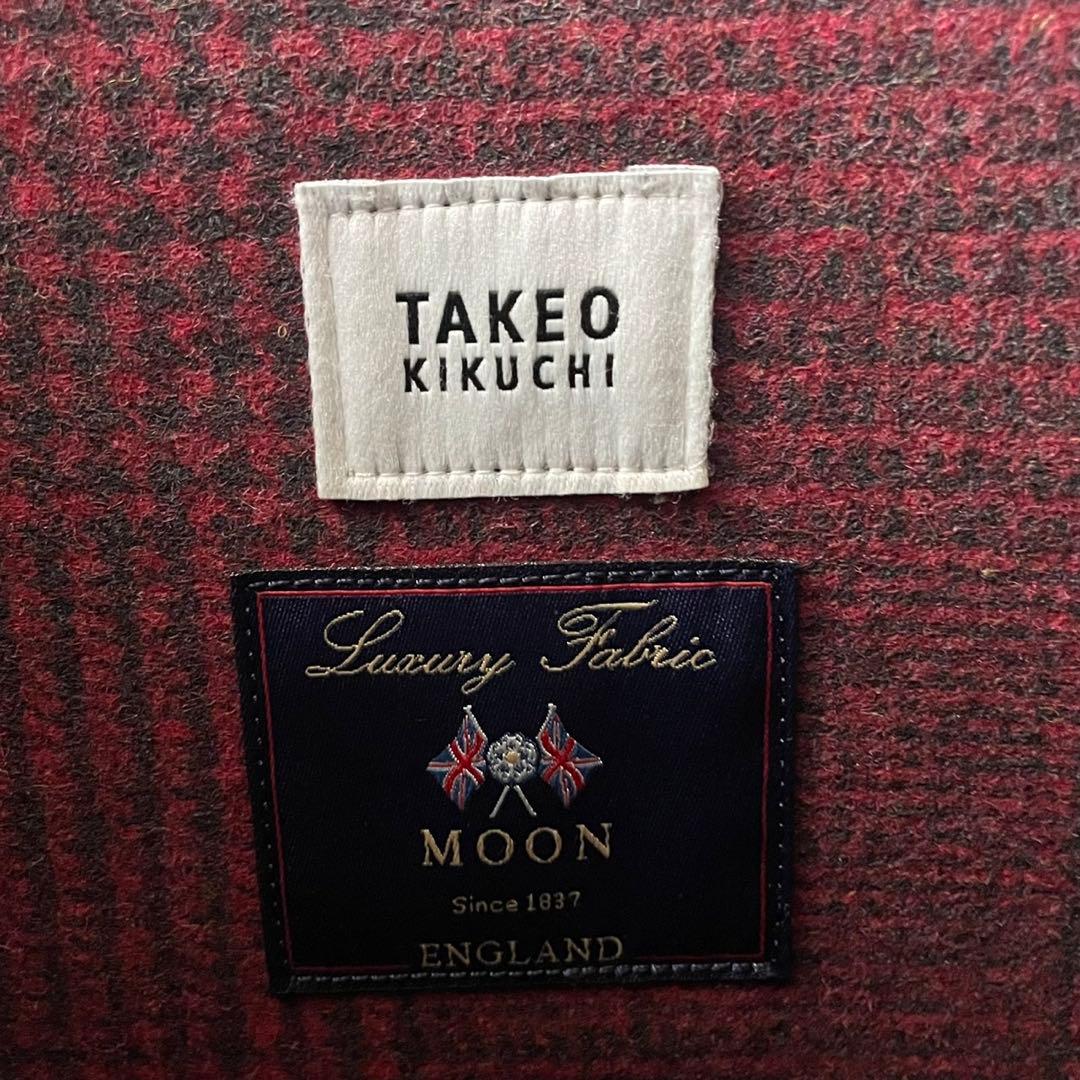 TAKEO
KIKUCHI
Luxury Fabric
MOON
Since 1837
ENGLAND